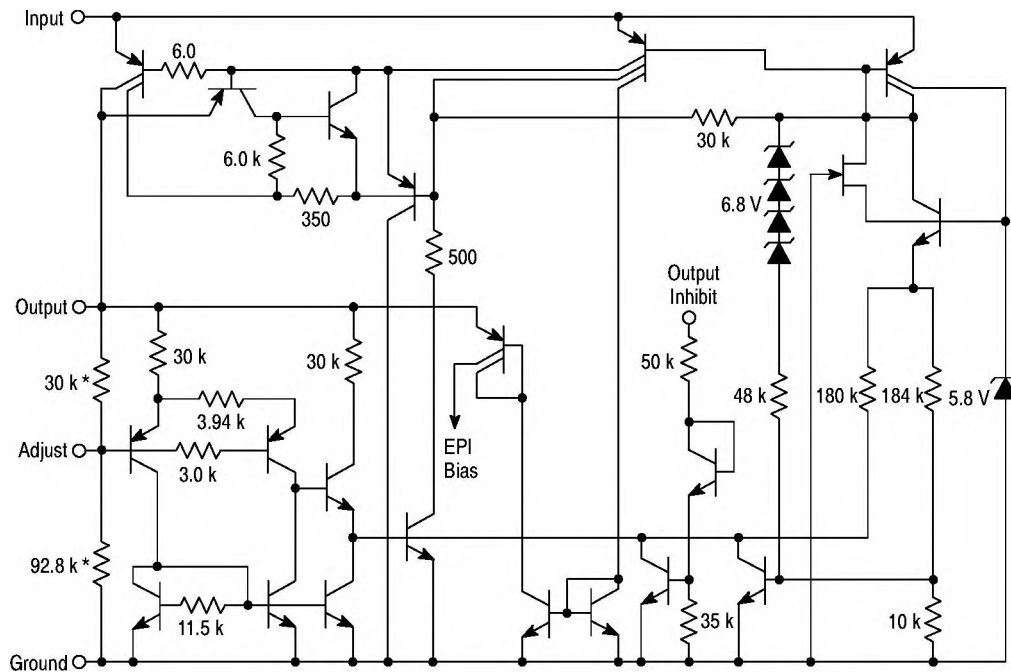 Input
6.0
30 k
6.0 k
350
6.8 V
500
Output
Inhibit
Output
30 k
30 k
50 k
30 k*
3.94 k
48 k
180 k
184 k
5.8 V
Adjust
3.0 k
EPI
Bias
92.8 k*
11.5 k
35 k
10 k
Ground